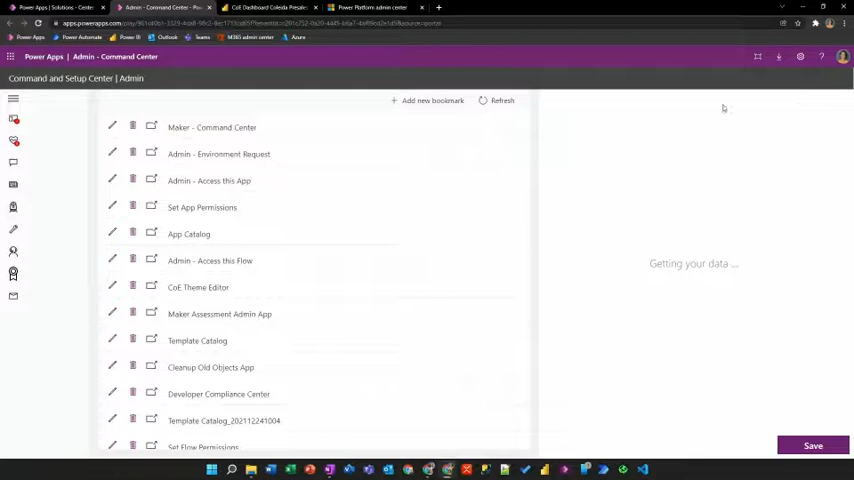 Power Apps | Solutions - Center
Admin - Command Center - Pow
CoE Dashboard Coleida Presales
Power Platform admin center
Power Apps
Power Automate
Power BI
Outlook
Teams
M365 admin center
Azure
Power Apps | Admin - Command Center
Command and Setup Center | Admin
Add new bookmark
Refresh
Maker - Command Center
Admin - Environment Request
Admin - Access this App
Set App Permissions
App Catalog
Admin - Access this Flow
CoE Theme Editor
Maker Assessment Admin App
Template Catalog
Cleanup Old Objects App
Developer Compliance Center
Template Catalog_202112241004
Set Flow Permissions
Getting your data ...
Save